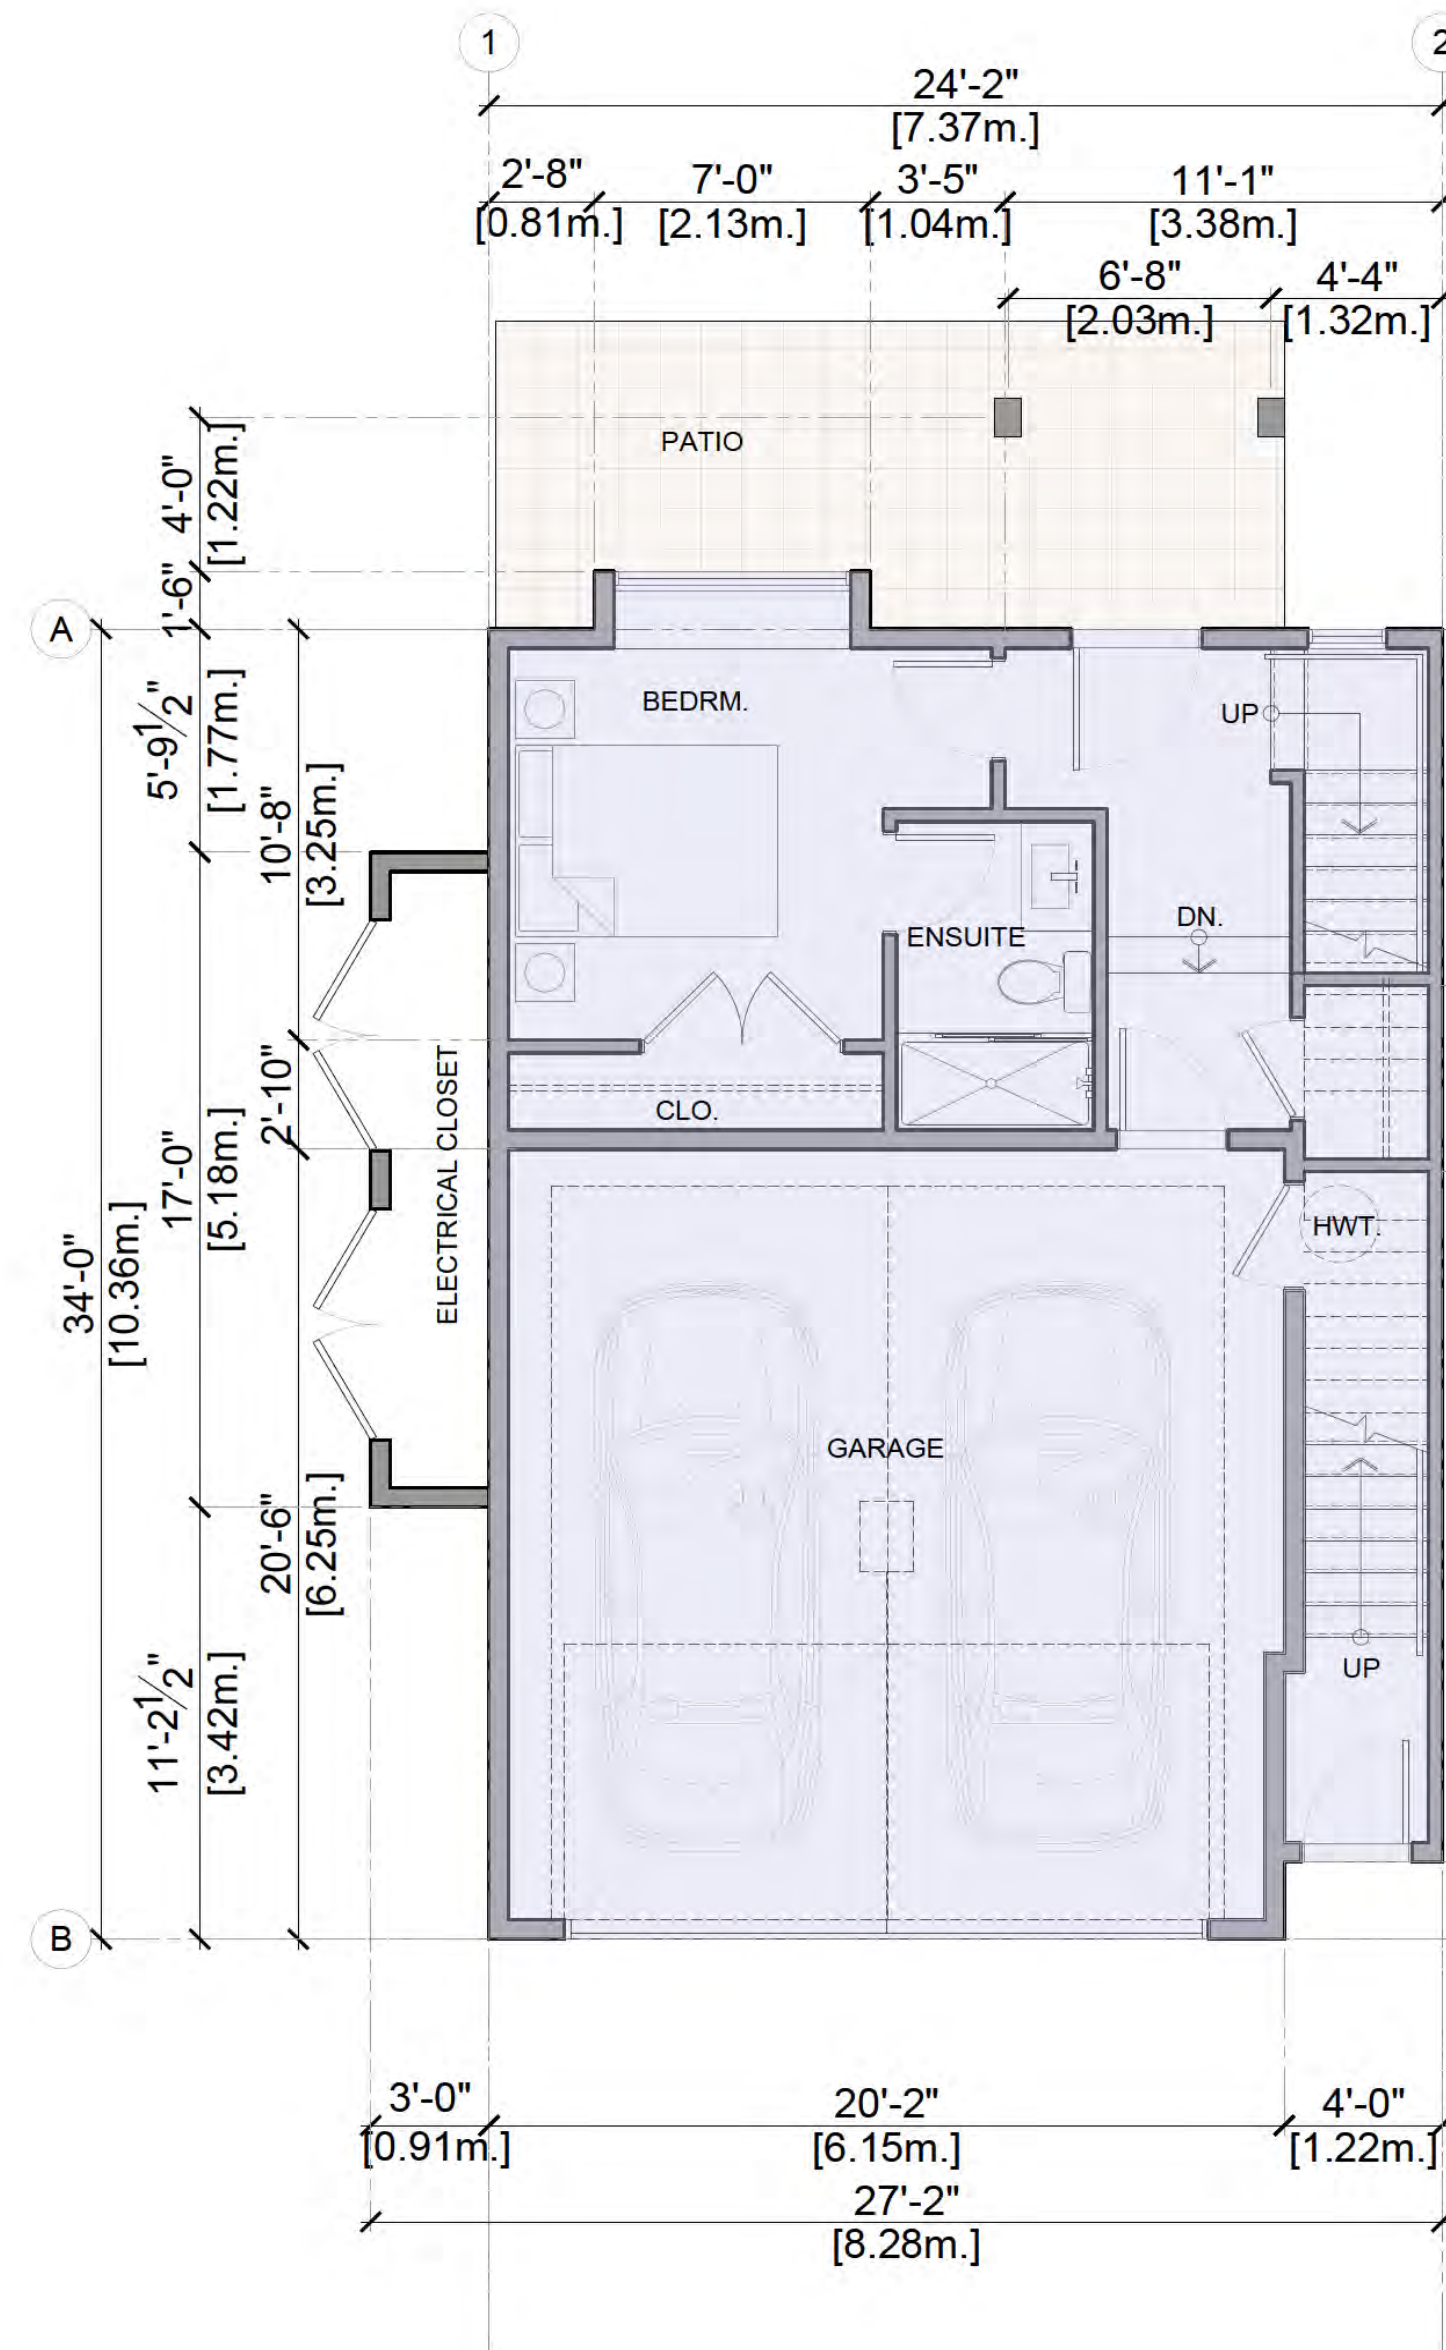 1
2
24'-2"
[7.37m.]
2'-8"
7'-0"
3'-5"
11'-1"
[0.81m.]
[2.13m.]
[1.04m.]
[3.38m.]
6'-8"
4'-4"
[2.03m.]
[1.32m.]
4'-0"
[1.22m.]
PATIO
1'-6"
A
5'-9 1/2"
[1.77m.]
BEDRM.
UP
10'-8"
[3.25m.]
DN.
ENSUITE
2'-10"
CLO.
ELECTRICAL CLOSET
17'-0"
[5.18m.]
34'-0"
[10.36m.]
HWT.
GARAGE
20'-6"
[6.25m.]
UP
11'-2 1/2"
[3.42m.]
B
3'-0"
20'-2"
4'-0"
[0.91m.]
[6.15m.]
[1.22m.]
27'-2"
[8.28m.]